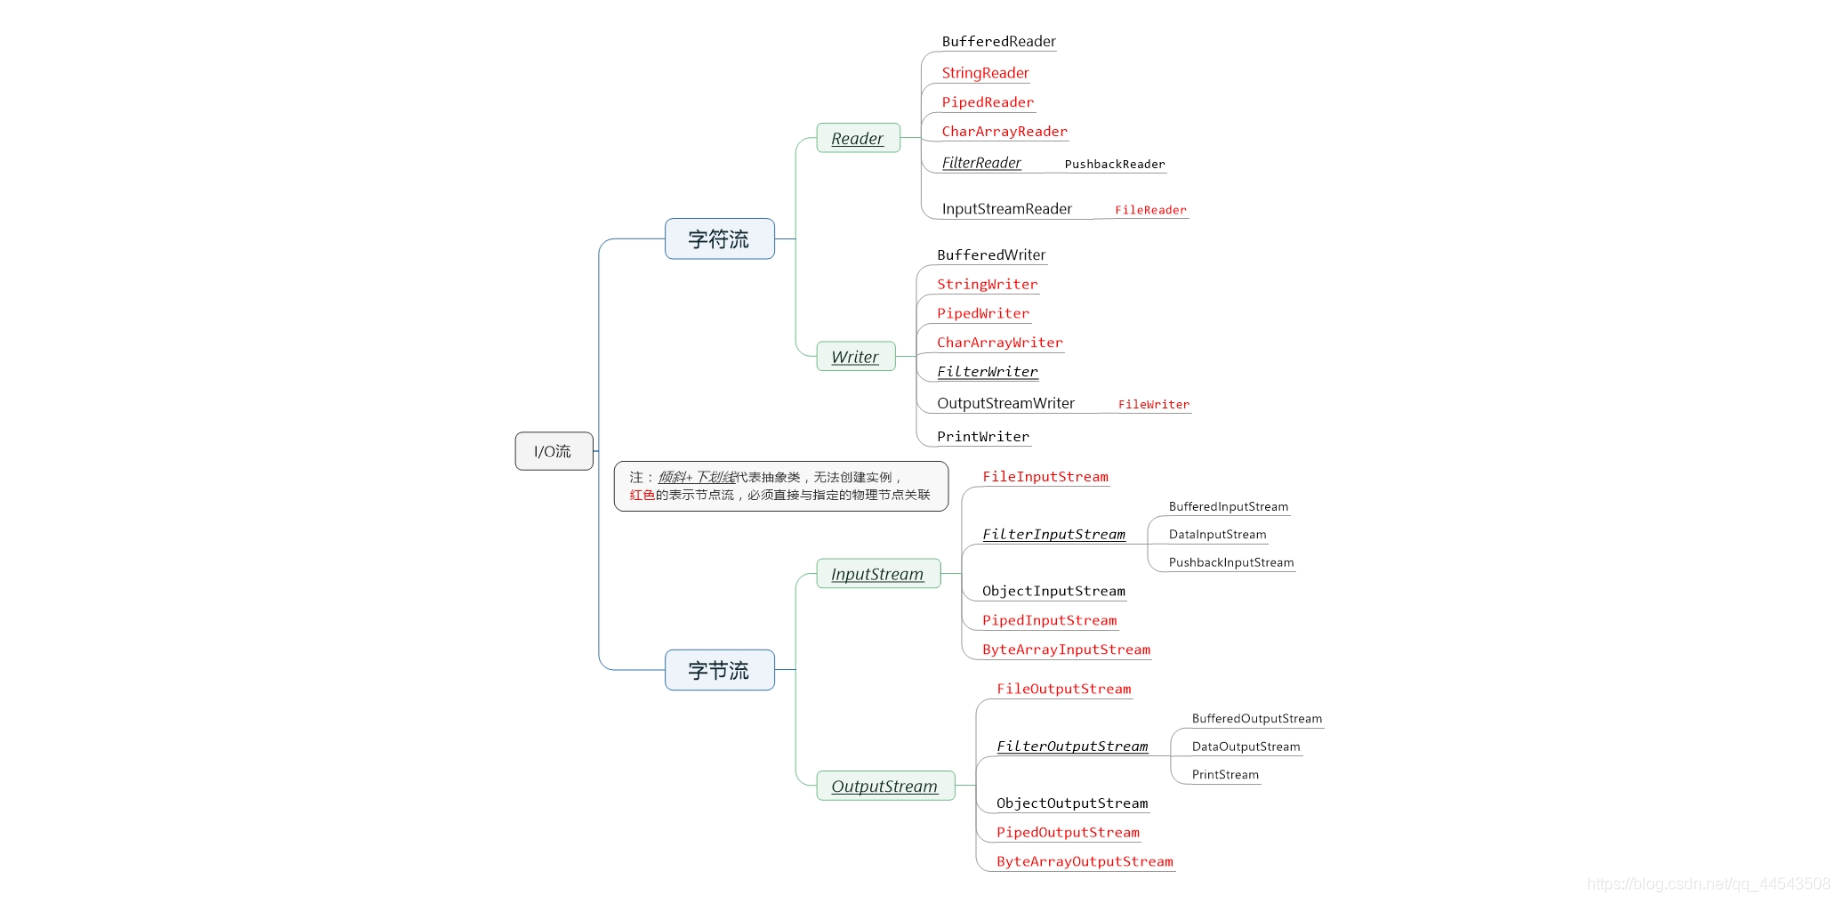 BufferedReader
StringReader
PipedReader
CharArrayReader
Reader
FilterReader PushbackReader
InputStreamReader FileReader
字符流
BufferedWriter
StringWriter
PipedWriter
CharArrayWriter
Writer
FilterWriter
OutputStreamWriter FileWriter
PrintWriter
I/O流
注：倾斜+下划线代表抽象类，无法创建实例，
红色的表示节点流，必须直接与指定的物理节点关联
FileInputStream
BufferedInputStream
FilterInputStream DataInputStream
PushbackInputStream
InputStream
ObjectInputStream
PipedInputStream
ByteArrayInputStream
字节流
FileOutputStream
BufferedOutputStream
FilterOutputStream DataOutputStream
PrintStream
OutputStream
ObjectOutputStream
PipedOutputStream
ByteArrayOutputStream
https://blog.csdn.net/qq_44543508